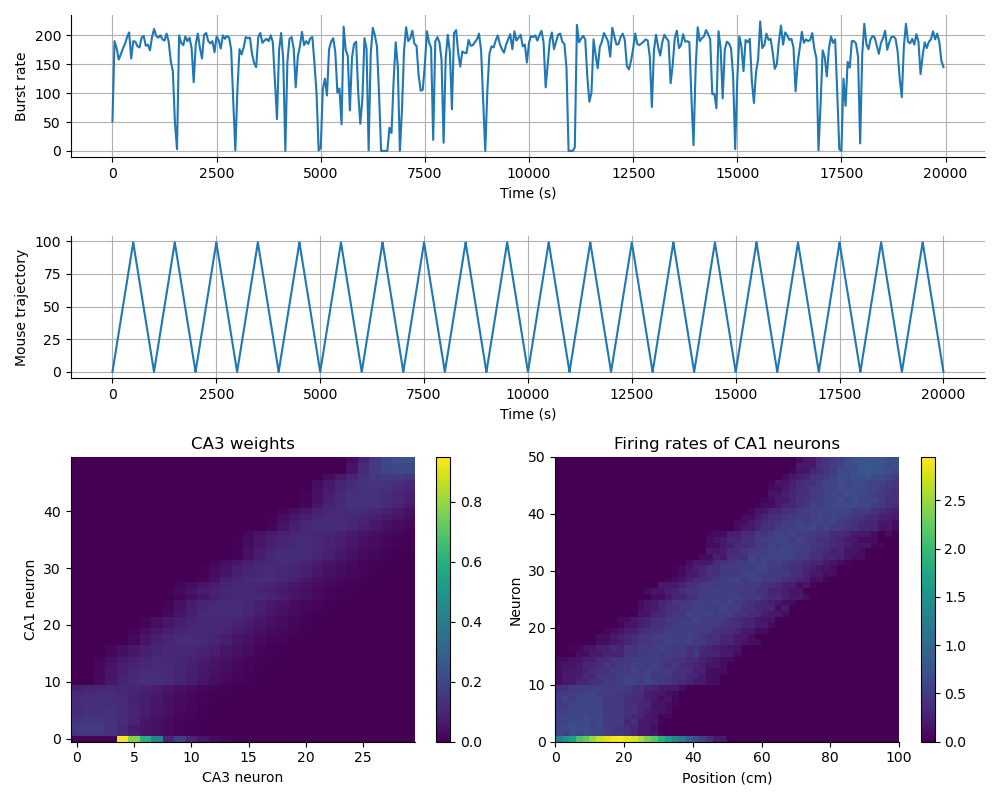 Burst rate
200
150
100
50
0
0 2500 5000 7500 10000 12500 15000 17500 20000
Time (s)
Mouse trajectory
100
75
50
25
0
0 2500 5000 7500 10000 12500 15000 17500 20000
Time (s)
CA3 weights
CA1 neuron
40
30
20
10
0
0 5 10 15 20 25
CA3 neuron
0.8
0.6
0.4
0.2
0.0
Firing rates of CA1 neurons
Neuron
50
40
30
20
10
0
0 20 40 60 80 100
Position (cm)
2.5
2.0
1.5
1.0
0.5
0.0